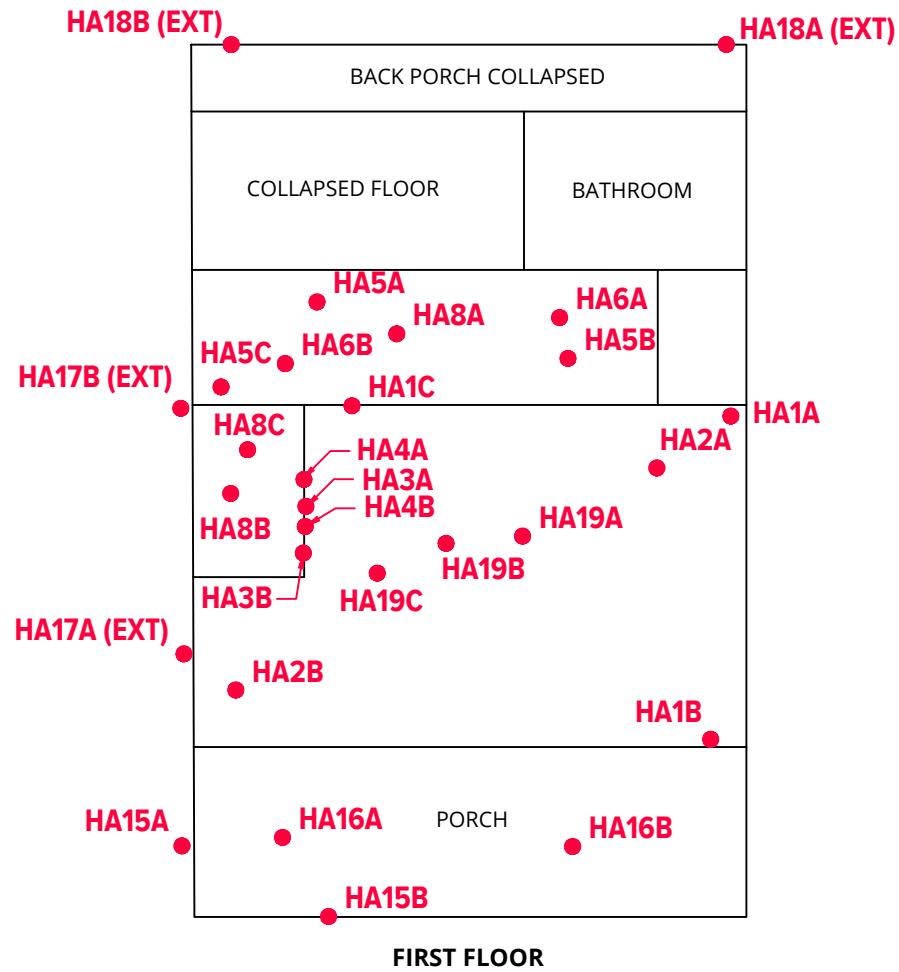 HA18B (EXT)
HA18A (EXT)
BACK PORCH COLLAPSED
COLLAPSED FLOOR
BATHROOM
HA5A
HA6A
HA8A
HA5B
HA6B
HA5C
HA17B (EXT)
HA1C
HA1A
HA8C
HA2A
HA4A
HA3A
HA4B
HA8B
HA19A
HA19B
HA3B
HA19C
HA17A (EXT)
HA2B
HA1B
HA15A
HA16A
PORCH
HA16B
HA15B
FIRST FLOOR